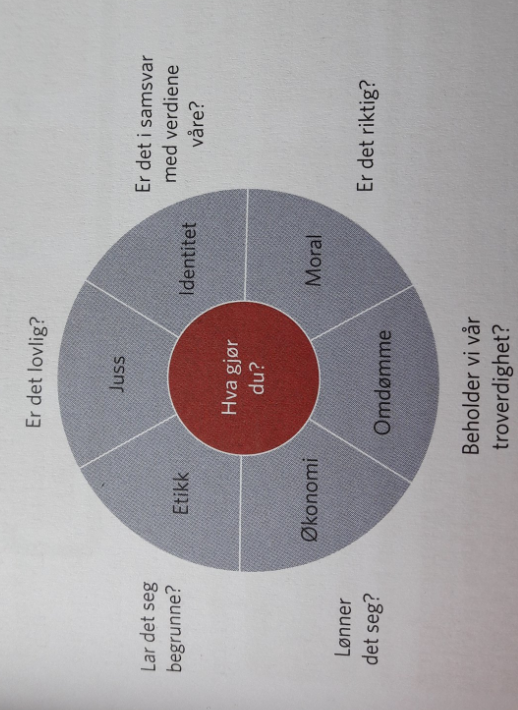 Er det lovlig?
Juss
Lar det seg
begrunne?
Etikk
Identitet
Er det i samsvar
med verdiene
våre?
Hva gjør
du?
Lønner
det seg?
Økonomi
Moral
Er det riktig?
Omdømme
Beholder vi vår
troverdighet?